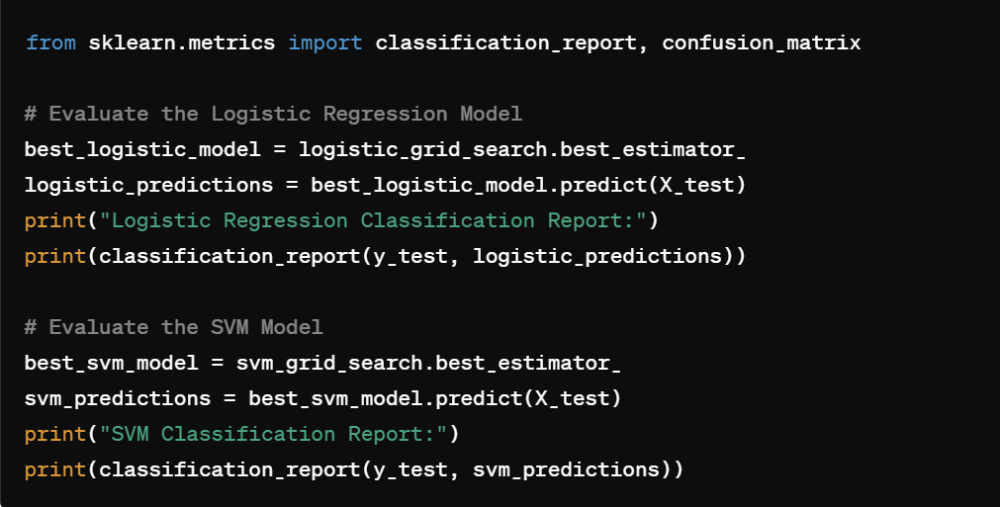 from sklearn.metrics import classification_report, confusion_matrix
# Evaluate the Logistic Regression Model
best_logistic_model = logistic_grid_search.best_estimator_
logistic_predictions = best_logistic_model.predict(X_test)
print("Logistic Regression Classification Report:")
print(classification_report(y_test, logistic_predictions))
# Evaluate the SVM Model
best_svm_model = svm_grid_search.best_estimator_
svm_predictions = best_svm_model.predict(X_test)
print("SVM Classification Report:")
print(classification_report(y_test, svm_predictions))